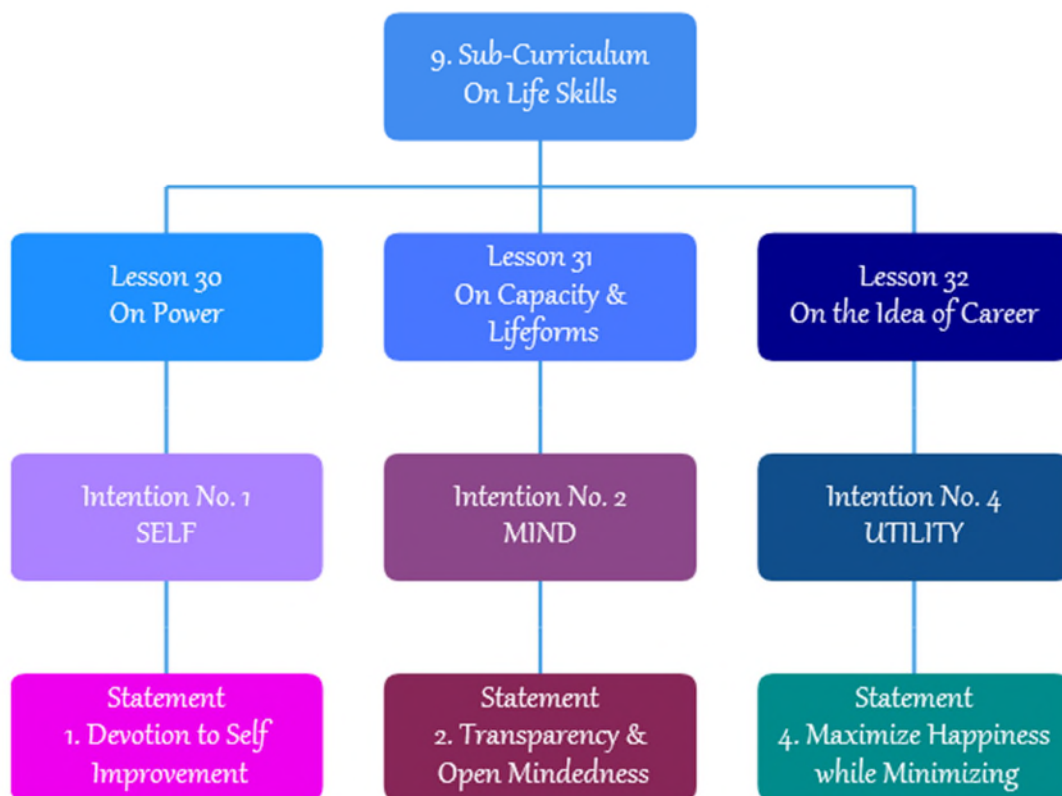 9. Sub-Curriculum
On Life Skills
Lesson 30
On Power
Lesson 31
On Capacity &
Lifeforms
Lesson 32
On the Idea of Career
Intention No. 1
SELF
Intention No. 2
MIND
Intention No. 4
UTILITY
Statement
1. Devotion to Self
Improvement
Statement
2. Transparency &
Open Mindedness
Statement
4. Maximize Happiness
while Minimizing